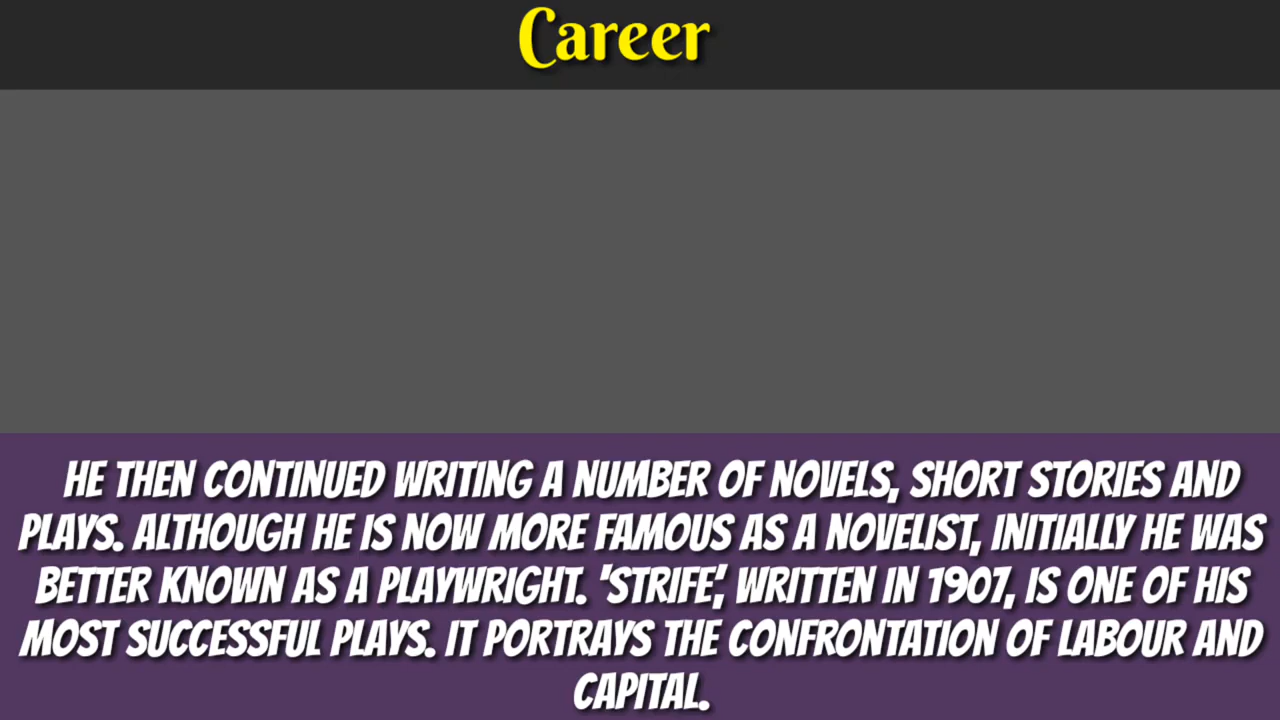 Career
HE THEN CONTINUED WRITING A NUMBER OF NOVELS, SHORT STORIES AND
PLAYS. ALTHOUGH HE IS NOW MORE FAMOUS AS A NOVELIST, INITIALLY HE WAS
BETTER KNOWN AS A PLAYWRIGHT. 'STRIFE', WRITTEN IN 1907, IS ONE OF HIS
MOST SUCCESSFUL PLAYS. IT PORTRAYS THE CONFRONTATION OF LABOUR AND
CAPITAL.